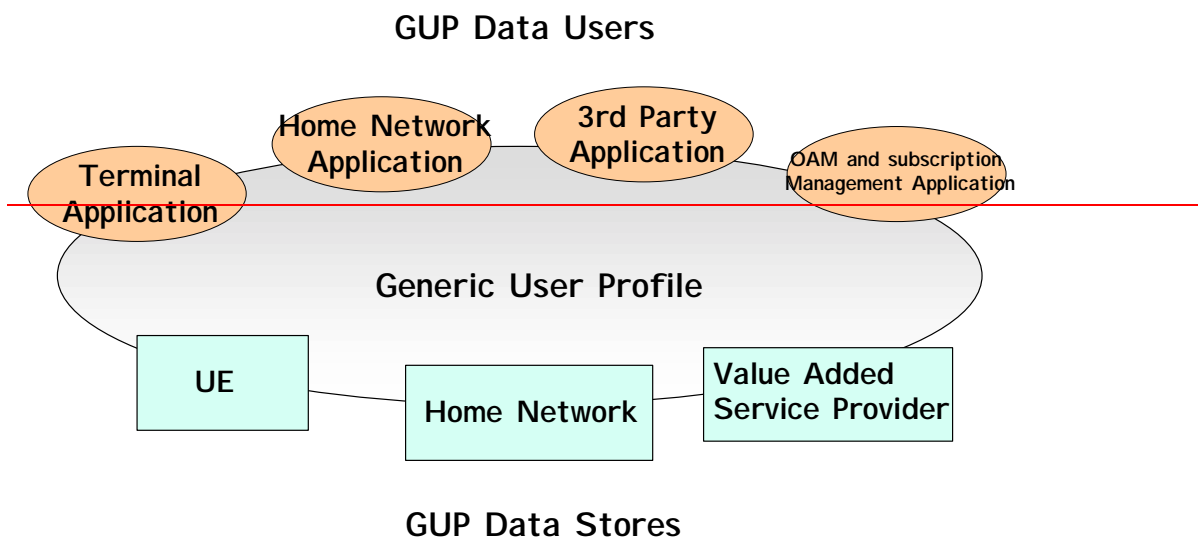 GUP Data Users
Home Network
Application
3rd Party
Application
Terminal
Application
OAM and subscription
Management Application
Generic User Profile
UE
Home Network
Value Added
Service Provider
GUP Data Stores